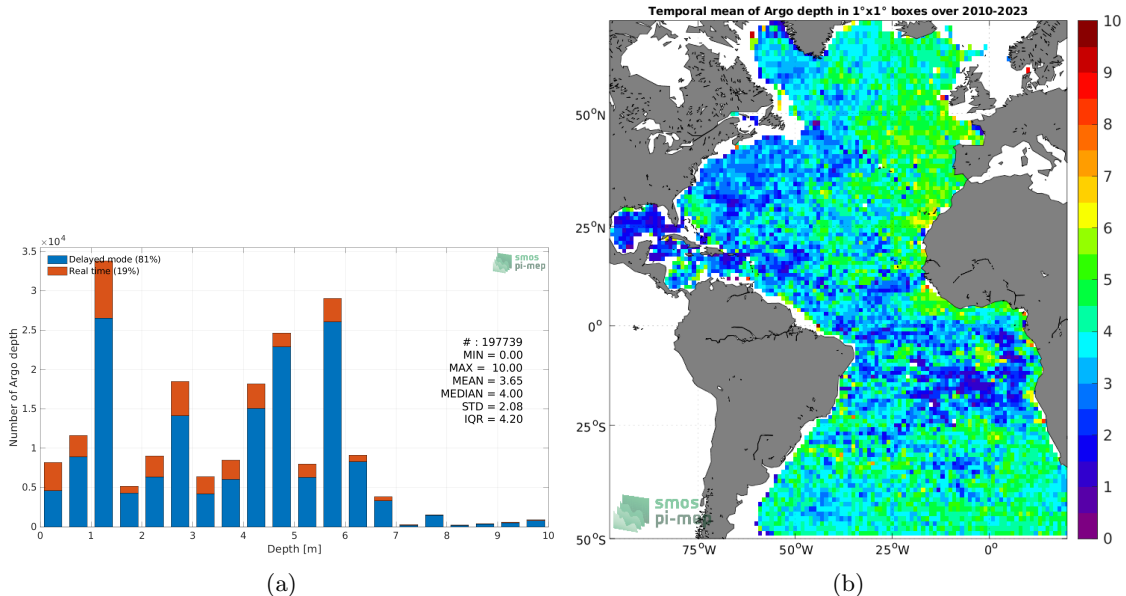 ×10⁴
3.5
3
2.5
2
1.5
1
0.5
0
Number of Argo depth
Delayed mode (81%)
Real time (19%)
smos
pi-mep
# : 197739
MIN = 0.00
MAX = 10.00
MEAN = 3.65
MEDIAN = 4.00
STD = 2.08
IQR = 4.20
0 1 2 3 4 5 6 7 8 9 10
Depth [m]
(a)
Temporal mean of Argo depth in 1°x1° boxes over 2010-2023
50°N
25°N
0°
25°S
50°S
75°W 50°W 25°W 0°
smos
pi-mep
10
9
8
7
6
5
4
3
2
1
0
(b)